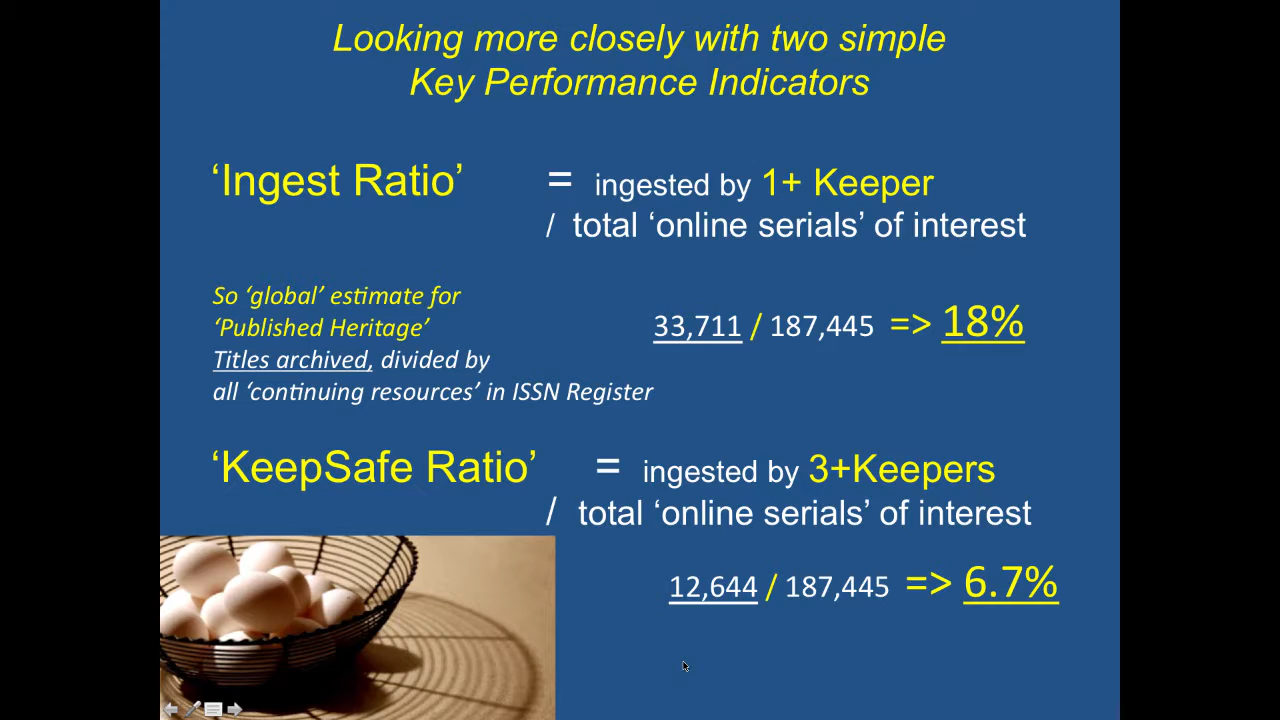 Looking more closely with two simple
Key Performance Indicators
‘Ingest Ratio’ = ingested by 1+ Keeper
/ total ‘online serials’ of interest
So ‘global’ estimate for
‘Published Heritage’
33,711 / 187,445 => 18%
Titles archived, divided by
all ‘continuing resources’ in ISSN Register
‘KeepSafe Ratio’ = ingested by 3+Keepers
/ total ‘online serials’ of interest
12,644 / 187,445 => 6.7%